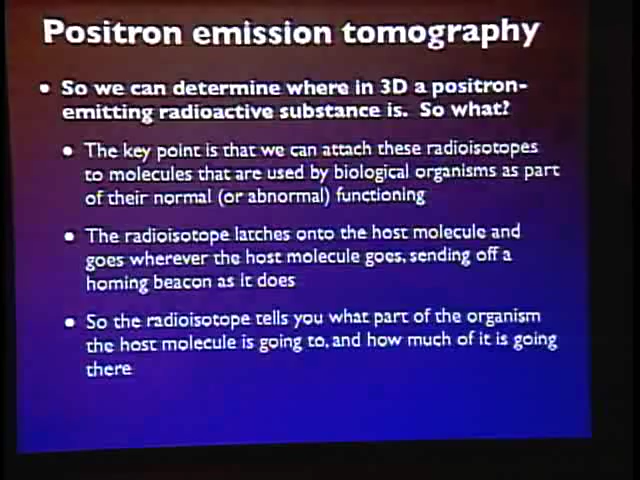 Positron emission tomography
• So we can determine where in 3D a positron-
emitting radioactive substance is. So what?
• The key point is that we can attach these radioisotopes
to molecules that are used by biological organisms as part
of their normal (or abnormal) functioning
• The radioisotope latches onto the host molecule and
goes wherever the host molecule goes, sending off a
homing beacon as it does
• So the radioisotope tells you what part of the organism
the host molecule is going to, and how much of it is going
there